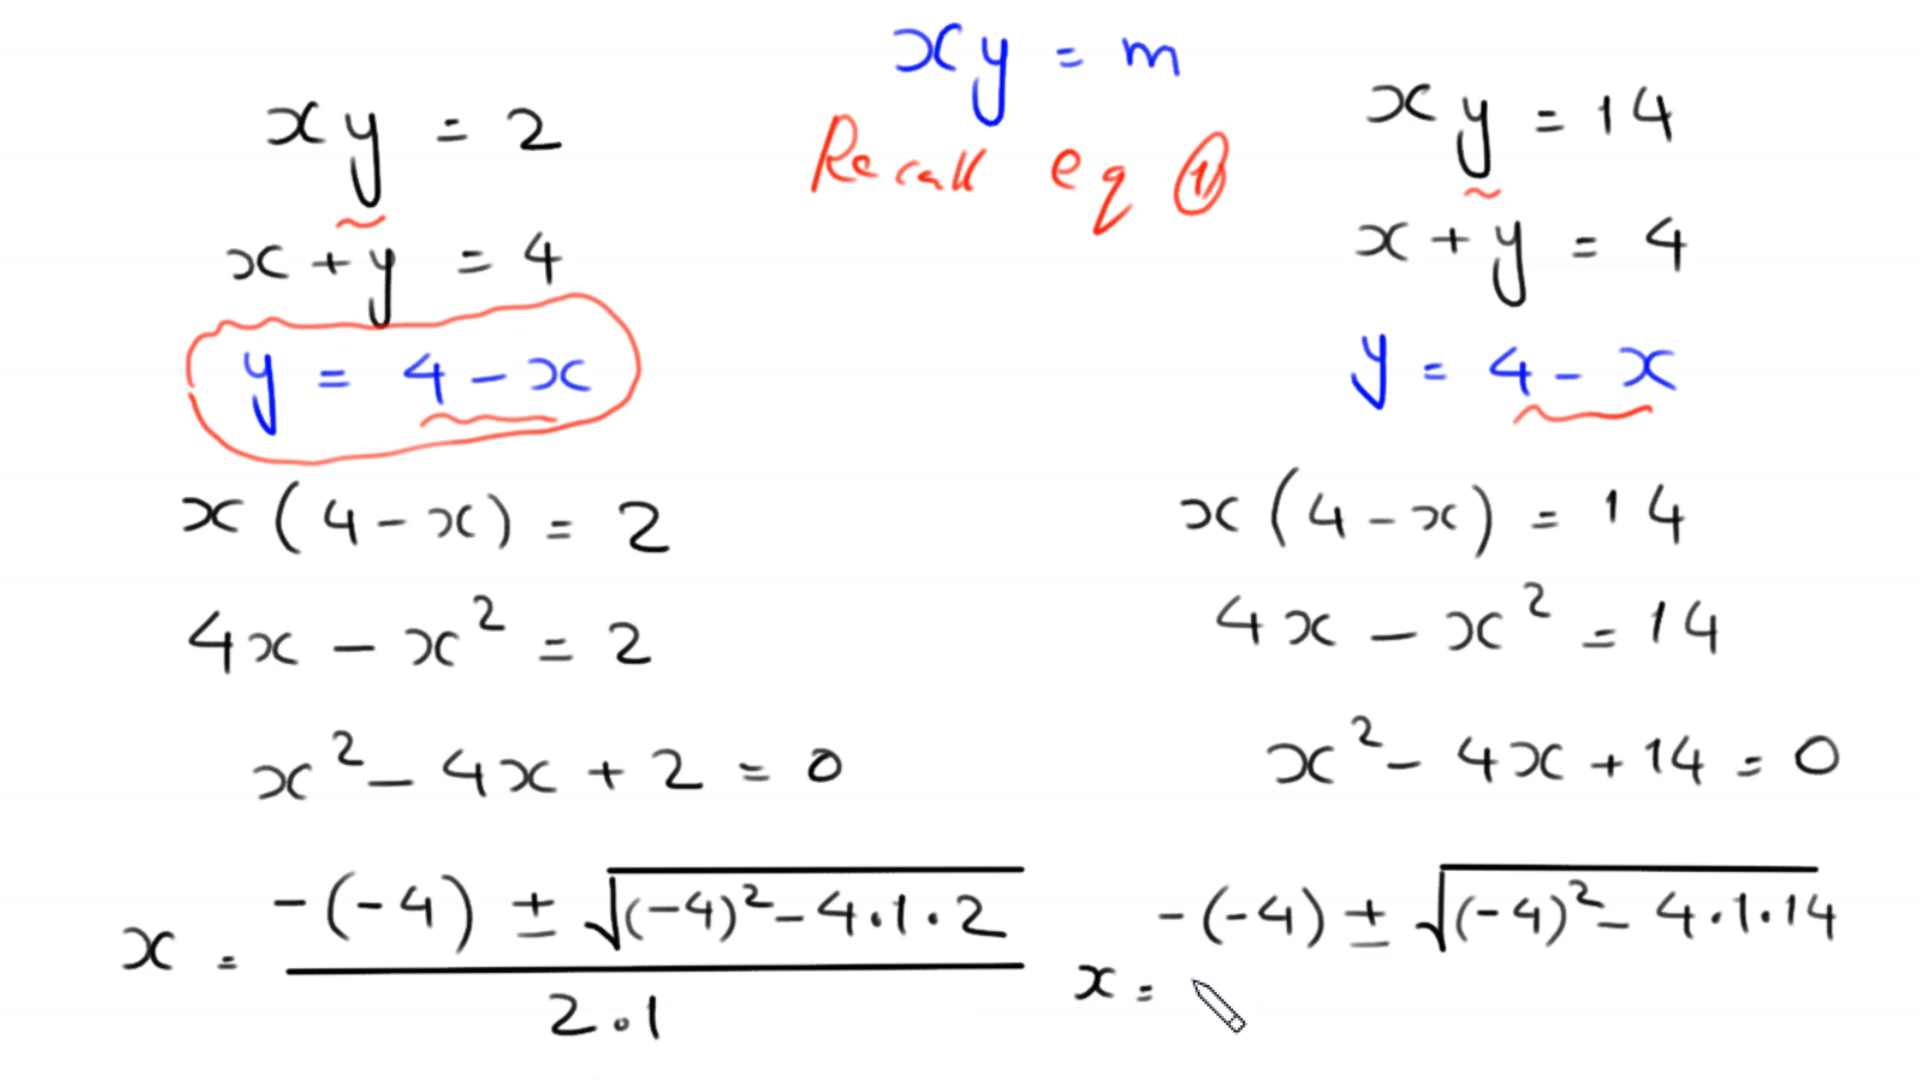 xy = m
Recall eq ①
xy = 2
x + y = 4
y = 4 - x
x(4 - x) = 2
4x - x² = 2
x² - 4x + 2 = 0
x = -(-4) ± √((-4)² - 4.1.2)
2.1
xy = 14
x + y = 4
y = 4 - x
x(4 - x) = 14
4x - x² = 14
x² - 4x + 14 = 0
x = -(-4) ± √((-4)² - 4.1.14)